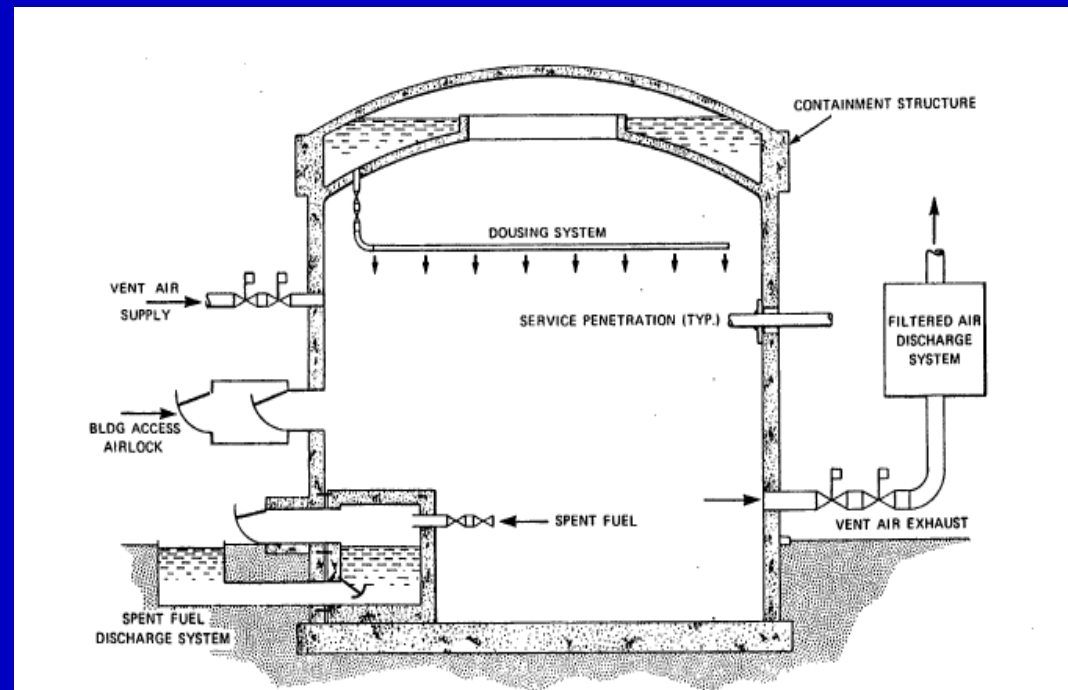 CONTAINMENT STRUCTURE
DOUSING SYSTEM
VENT AIR
SUPPLY
SERVICE PENETRATION (TYP.)
FILTERED AIR
DISCHARGE
SYSTEM
BLDG ACCESS
AIRLOCK
SPENT FUEL
VENT AIR EXHAUST
SPENT FUEL
DISCHARGE SYSTEM